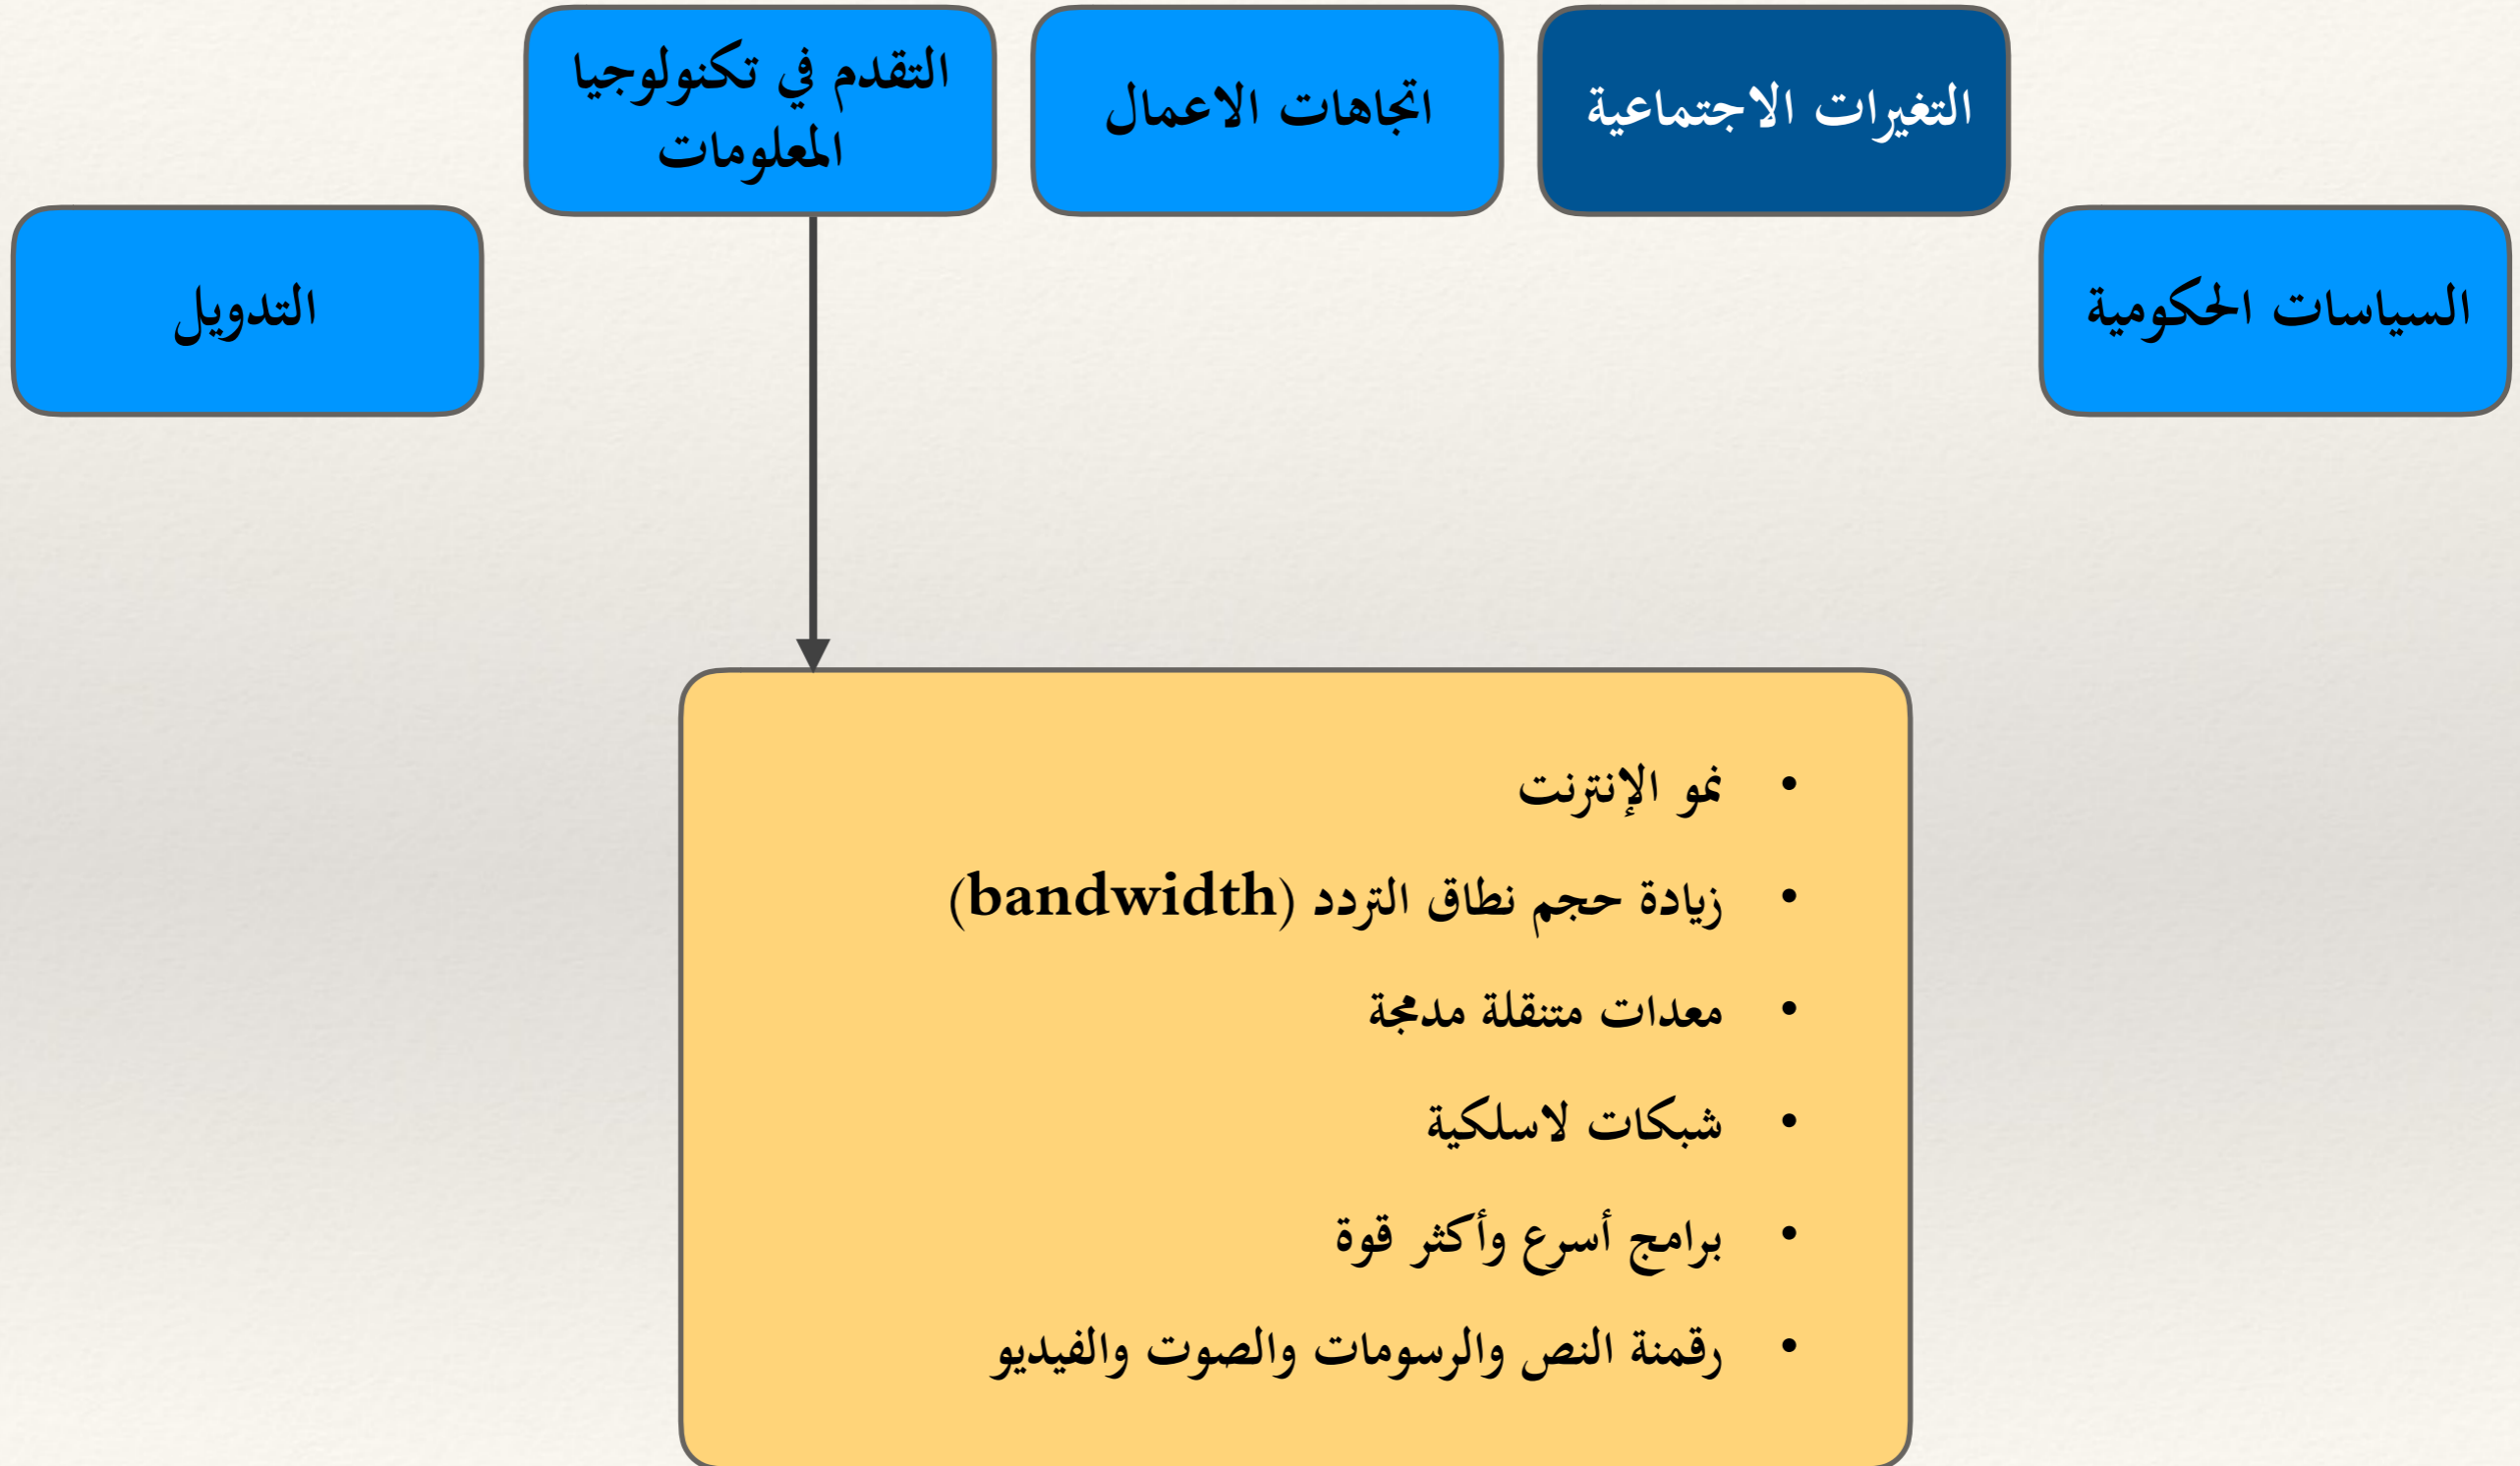 التغيرات الاجتماعية
اتجاهات الاعمال
التقدم في تكنولوجيا
المعلومات
السياسات الحكومية
التدويل
• نمو الإنترنت
• زيادة حجم نطاق التردد (bandwidth)
• معدات متنقلة مدمجة
• شبكات لاسلكية
• برامج أسرع وأكثر قوة
• رقمنة النص والرسومات والصوت والفيديو